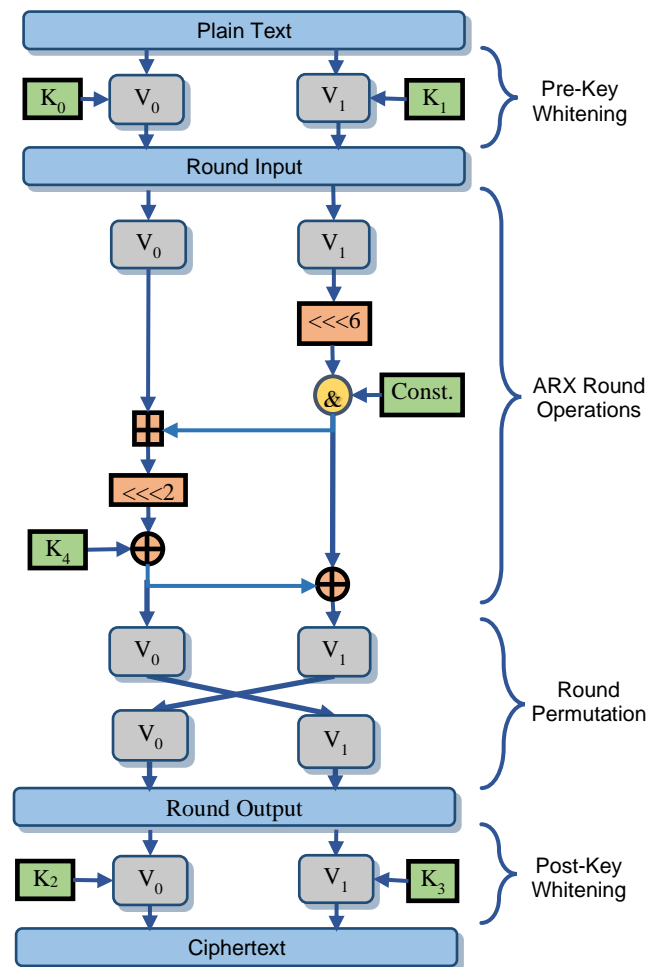 Plain Text
K0
V0
V1
K1
Pre-Key
Whitening
Round Input
V0
V1
<<<6
&
Const.
ARX Round
Operations
<<<2
K4
V0
V1
Round
Permutation
V0
V1
Round Output
K2
V0
V1
K3
Post-Key
Whitening
Ciphertext